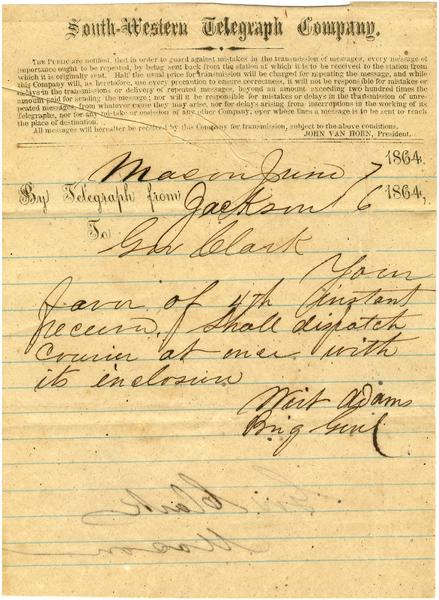 South-Western Telegraph Company.
The Public are notified, that in order to guard against mistakes in the transmission of messages, every message of
importance ought to be repeated, by being sent back from the station at which it is to be received to the station from
which it is originally sent. Half the usual price for transmission will be charged for repeating the message, and while
this Company will, as heretofore, use every precaution to ensure correctness, it will not be responsible for mistakes or
delays in the transmission or delivery of repeated messages, beyond an amount exceeding two hundred times the
amount paid for sending the message; nor will it be responsible for mistakes or delays in the transmission of unre-
peated messages, from whatever cause they may arise, nor for delays arising from interruptions in the working of its
Telegraphs, nor for any mistake or omission of any other Company, over whose lines a message is to be sent to reach
the place of destination.
All messages will hereafter be received by this Company for transmission, subject to the above conditions.
JOHN VAN HORN, President.
Macon June 7 1864.
By Telegraph from Jackson 6 1864,
To Gov Clark
Your
favor of 4th instant
receivd. Shall dispatch
courier at once with
its enclosure
Wirt Adams
Brig Genl
Gov. Clark
Macon